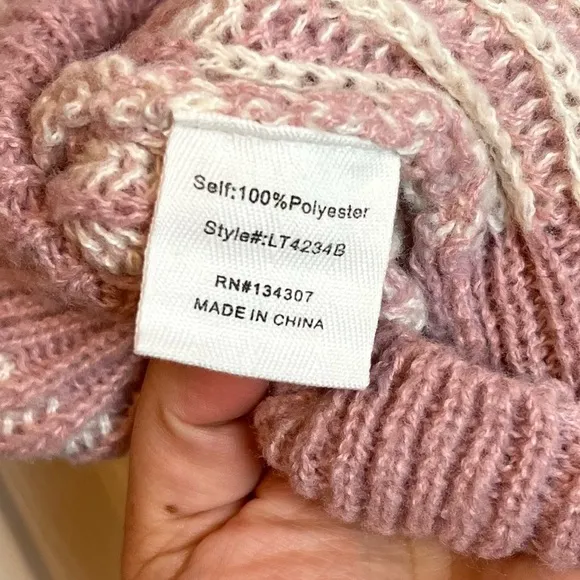 Self:100%Polyester
Style#:LT4234B
RN#134307
MADE IN CHINA